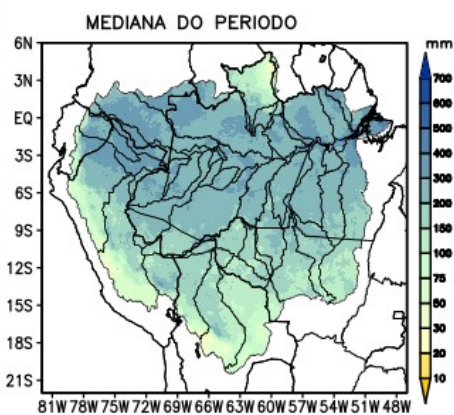 MEDIANA DO PERIODO
6N
3N
EQ
3S
6S
9S
12S
15S
18S
21S
81W 78W 75W 72W 69W 66W 63W 60W 57W 54W 51W 48W
mm
700
600
500
400
300
200
150
100
75
50
30
20
10